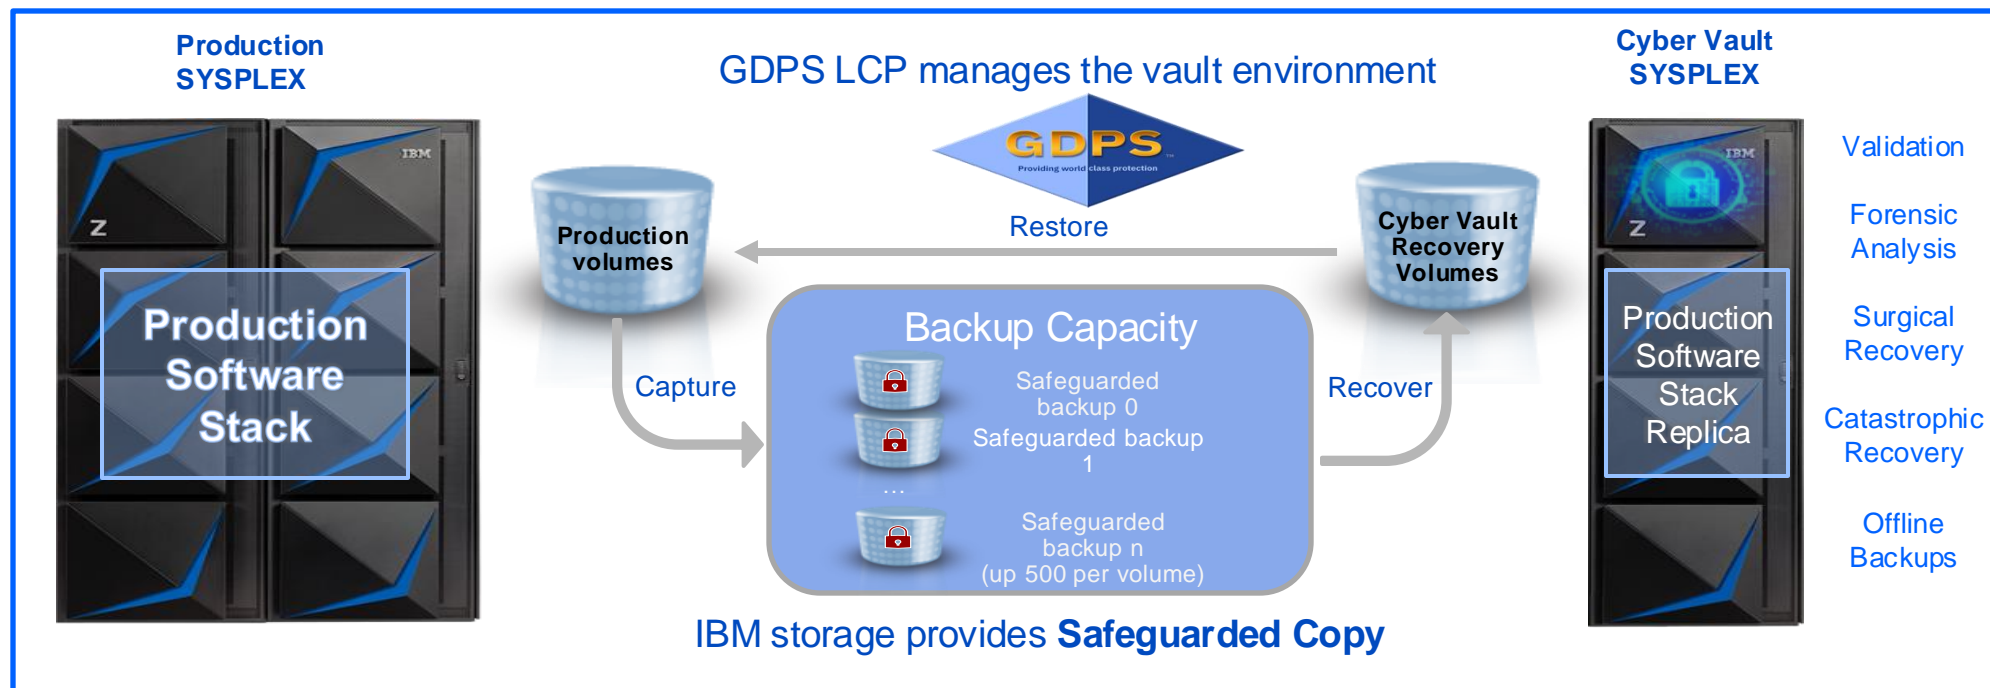 Production
SYSPLEX
GDPS LCP manages the vault environment
Cyber Vault
SYSPLEX
IBM
Z
Production
Software
Stack
Production
volumes
GDPS™
Providing world class protection
Restore
Cyber Vault
Recovery
Volumes
Capture
Backup Capacity
Safeguarded
backup 0
Safeguarded backup
1
...
Safeguarded
backup n
(up 500 per volume)
Recover
IBM storage provides Safeguarded Copy
IBM
Z
Production
Software
Stack
Replica
Validation
Forensic
Analysis
Surgical
Recovery
Catastrophic
Recovery
Offline
Backups